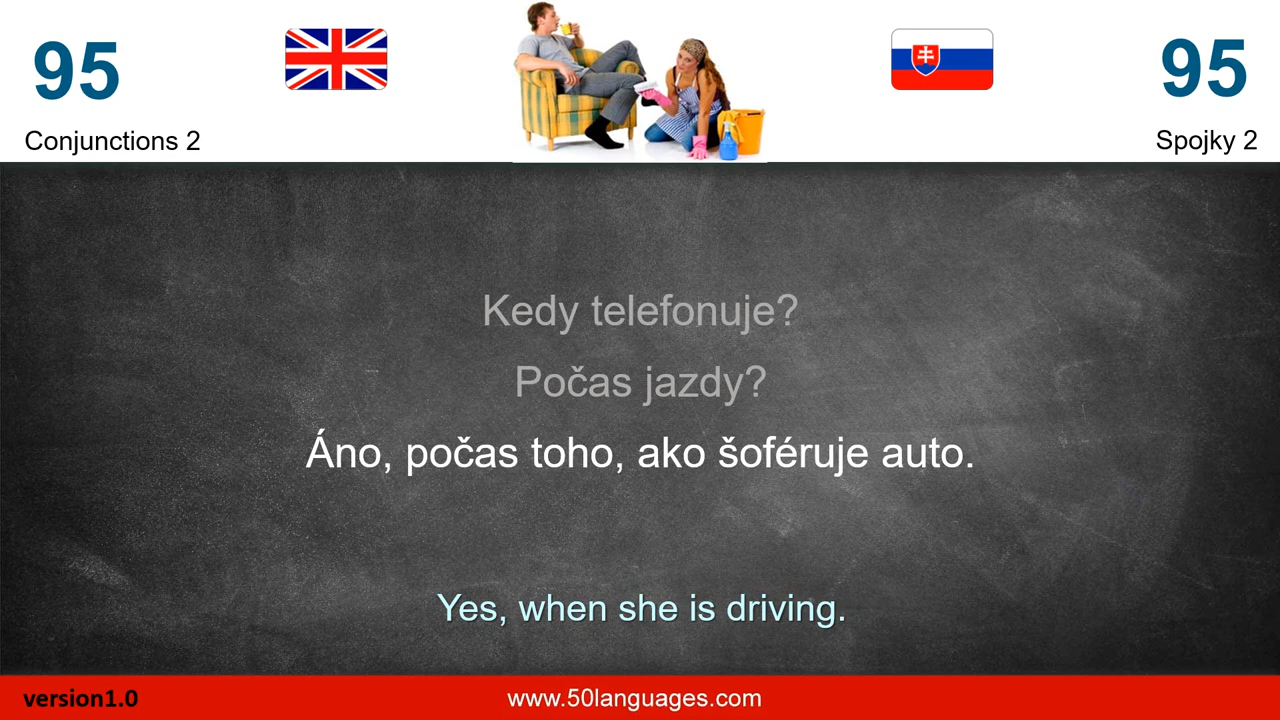 95
95
Conjunctions 2
Spojky 2
Kedy telefonuje?
Počas jazdy?
Áno, počas toho, ako šoféruje auto.
Yes, when she is driving.
version1.0
www.50languages.com